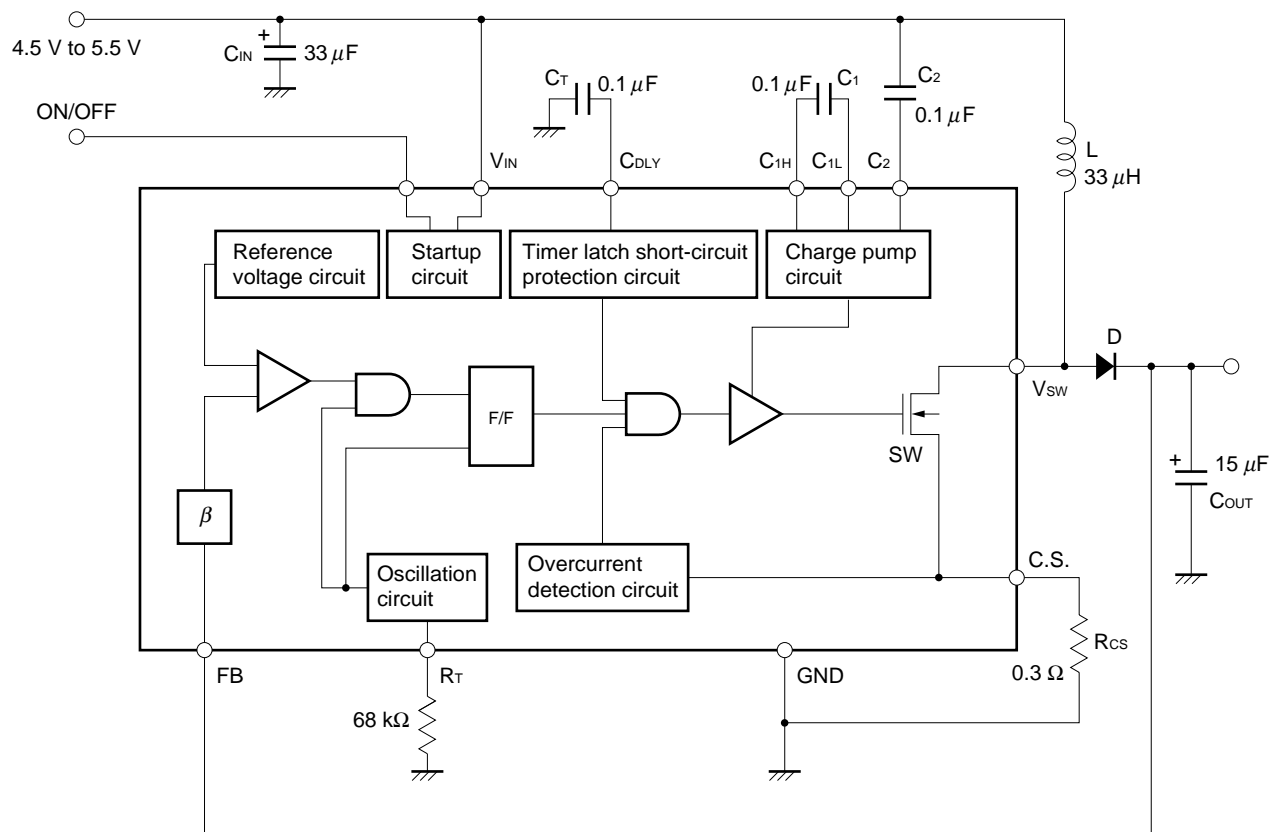 4.5 V to 5.5 V
CIN
+
33 μF
CT
0.1 μF
0.1 μF
C1
C2
0.1 μF
ON/OFF
VIN
CDLY
C1H
C1L
C2
L
33 μH
Reference
voltage circuit
Startup
circuit
Timer latch short-circuit
protection circuit
Charge pump
circuit
D
VSW
F/F
SW
+
15 μF
COUT
β
Oscillation
circuit
Overcurrent
detection circuit
C.S.
RCS
0.3 Ω
FB
RT
GND
68 kΩ